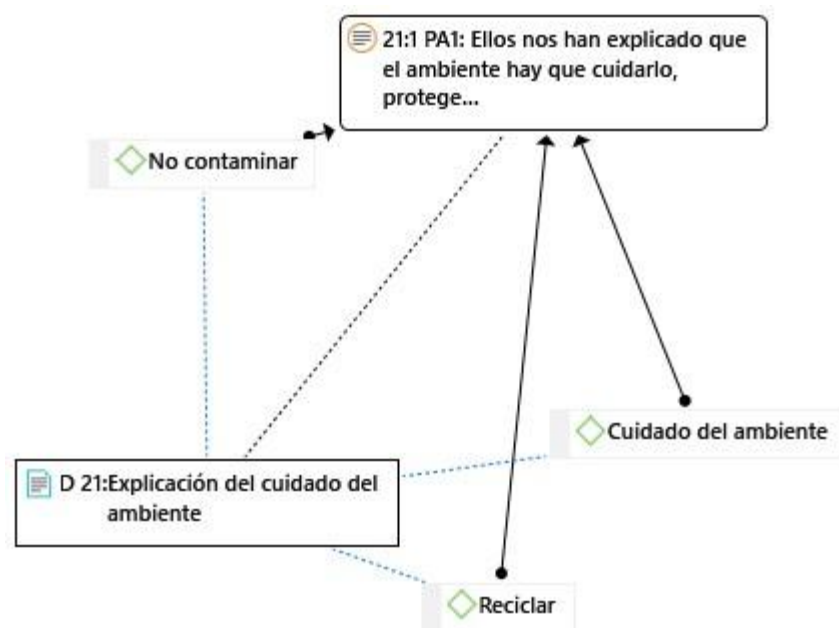 21:1 PA1: Ellos nos han explicado que
el ambiente hay que cuidarlo,
protege...
No contaminar
Cuidado del ambiente
D 21:Explicación del cuidado del
ambiente
Reciclar